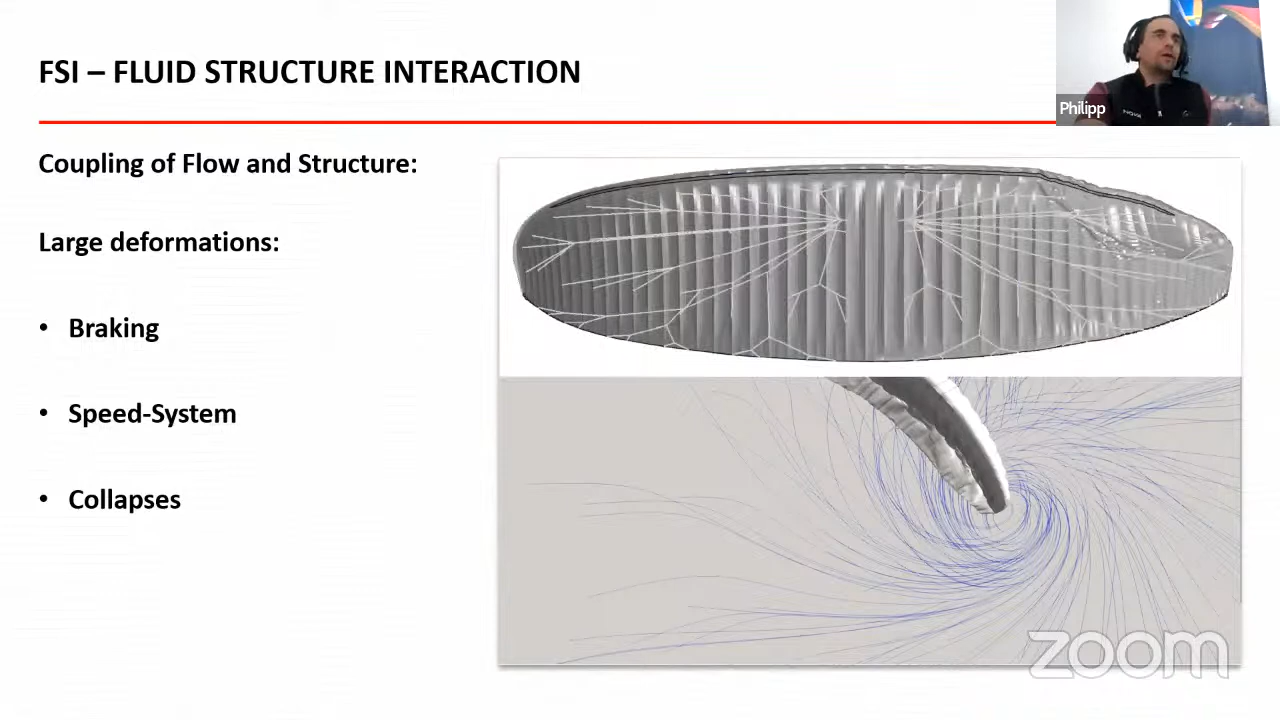 FSI – FLUID STRUCTURE INTERACTION
Philipp
Coupling of Flow and Structure:
Large deformations:
• Braking
• Speed-System
• Collapses
zoom